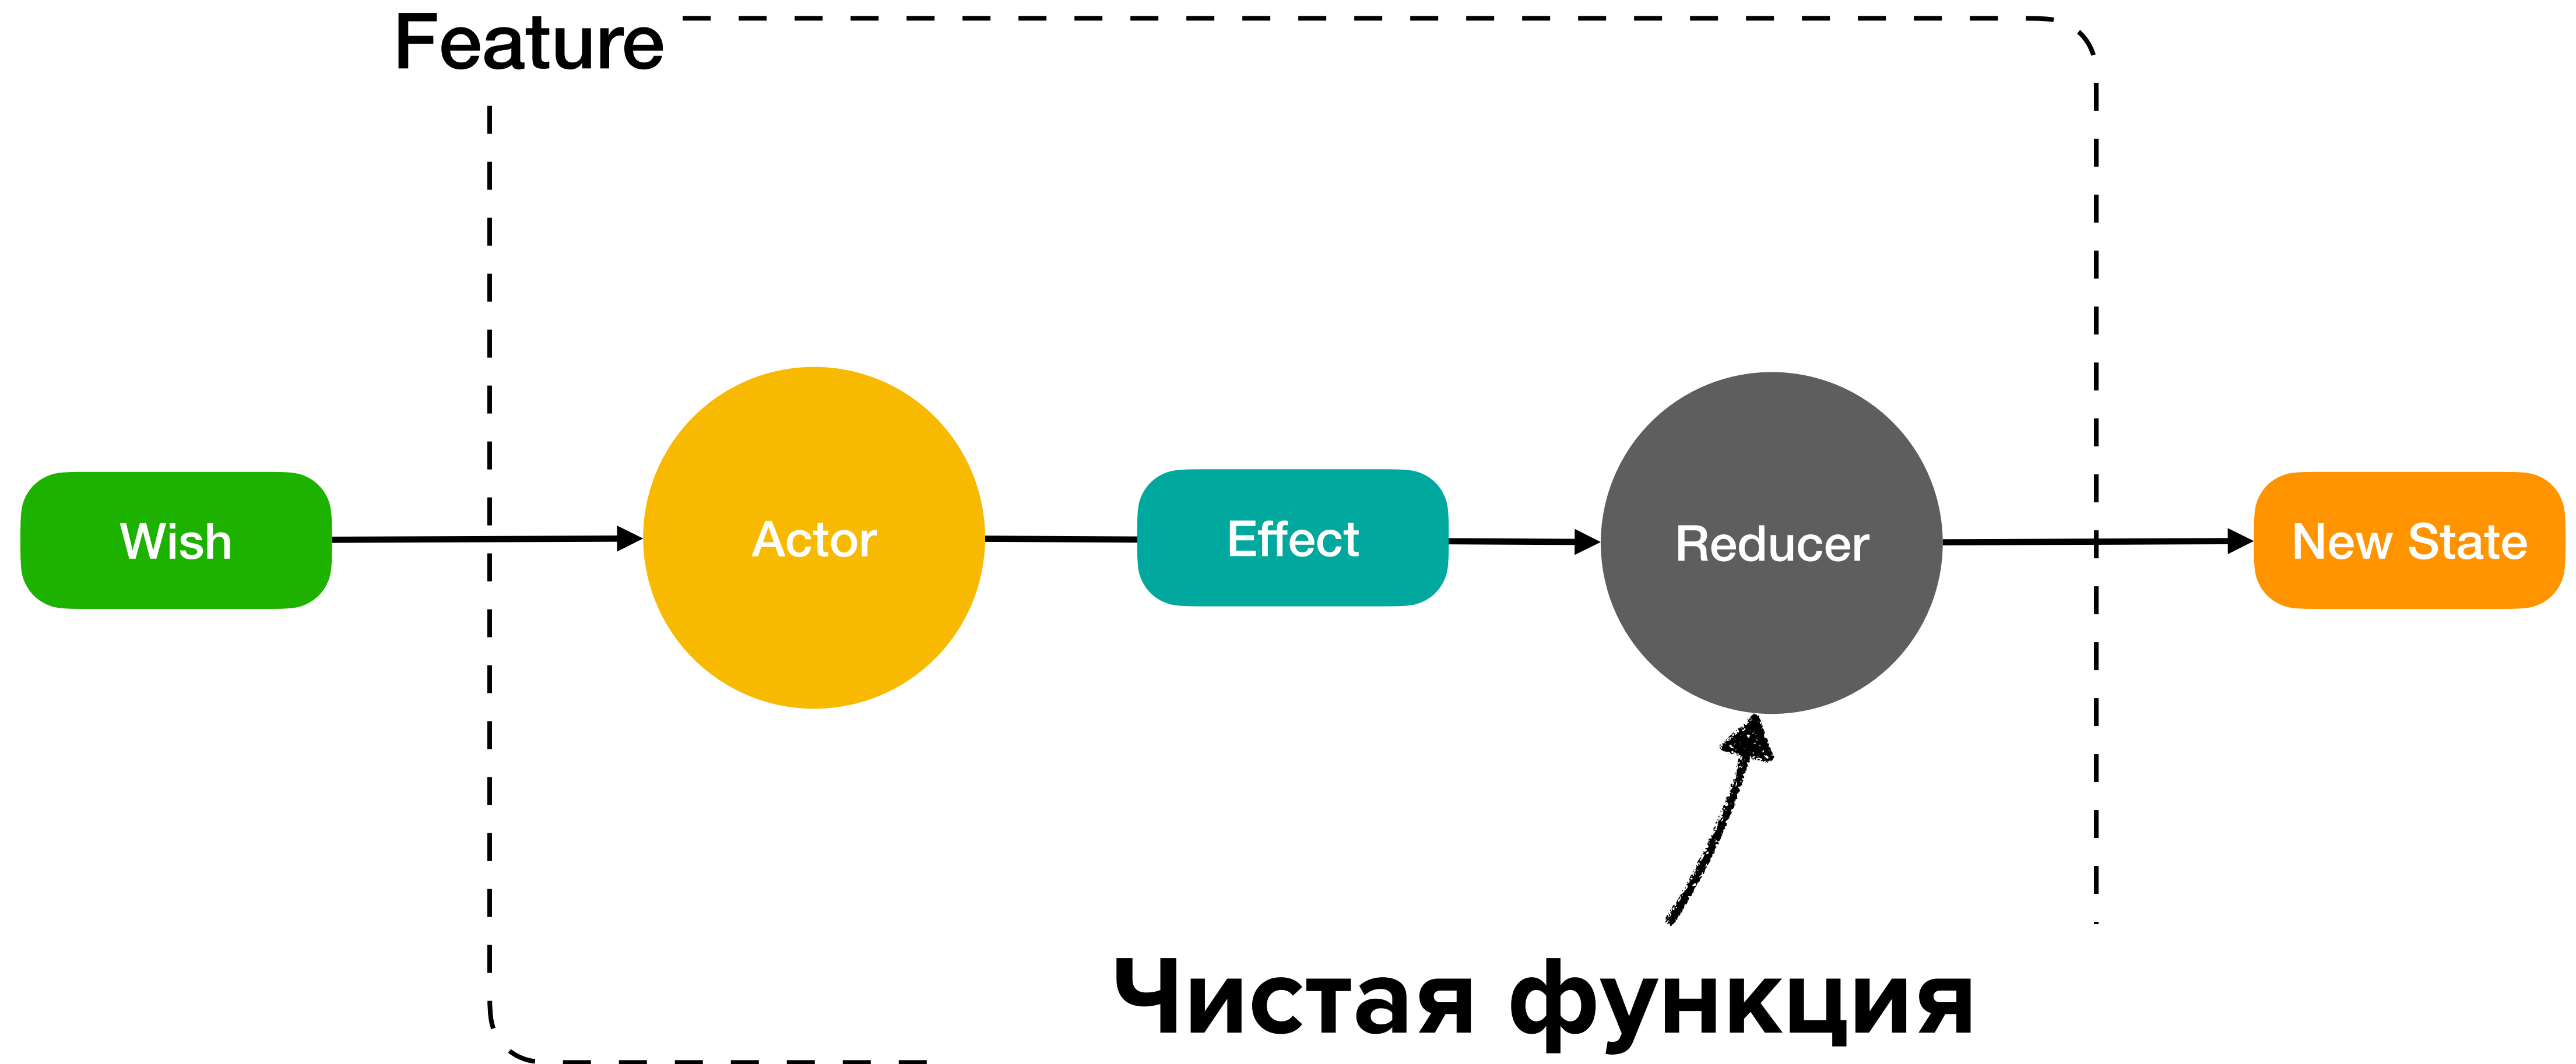 Feature
Wish
Actor
Effect
Reducer
New State
Чистая функция